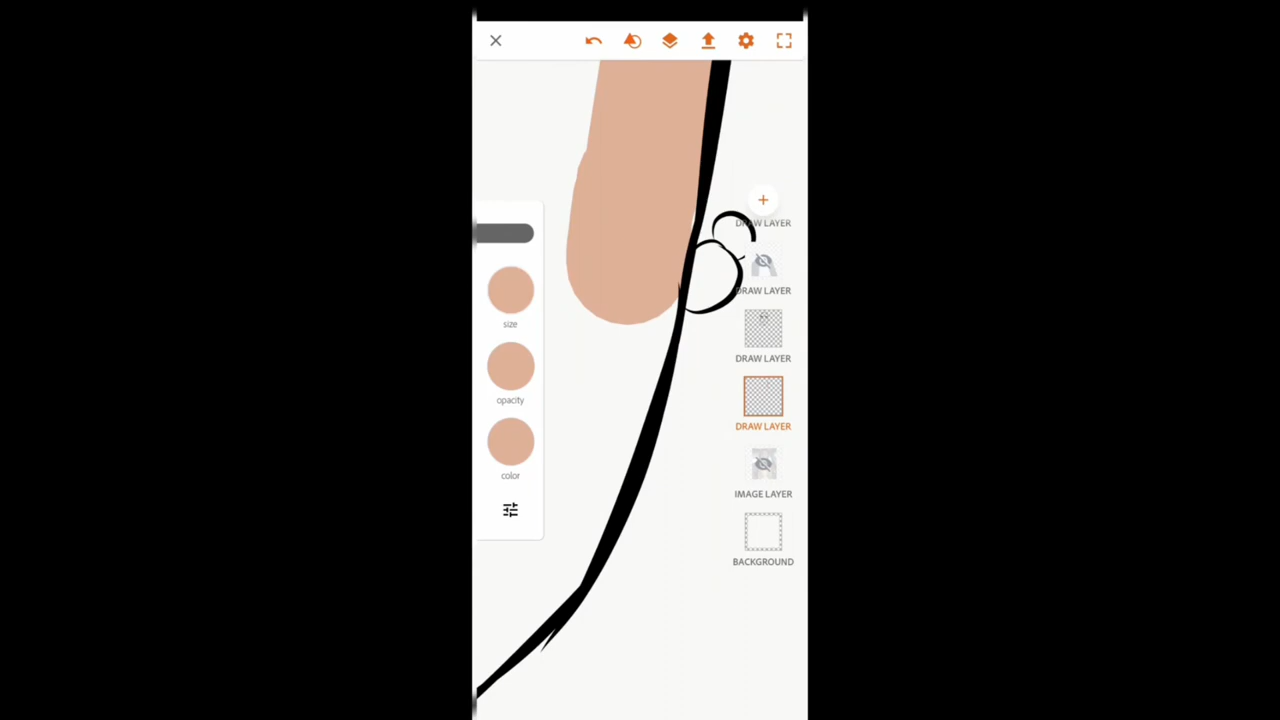 DRAW LAYER
DRAW LAYER
size
DRAW LAYER
opacity
DRAW LAYER
color
IMAGE LAYER
BACKGROUND